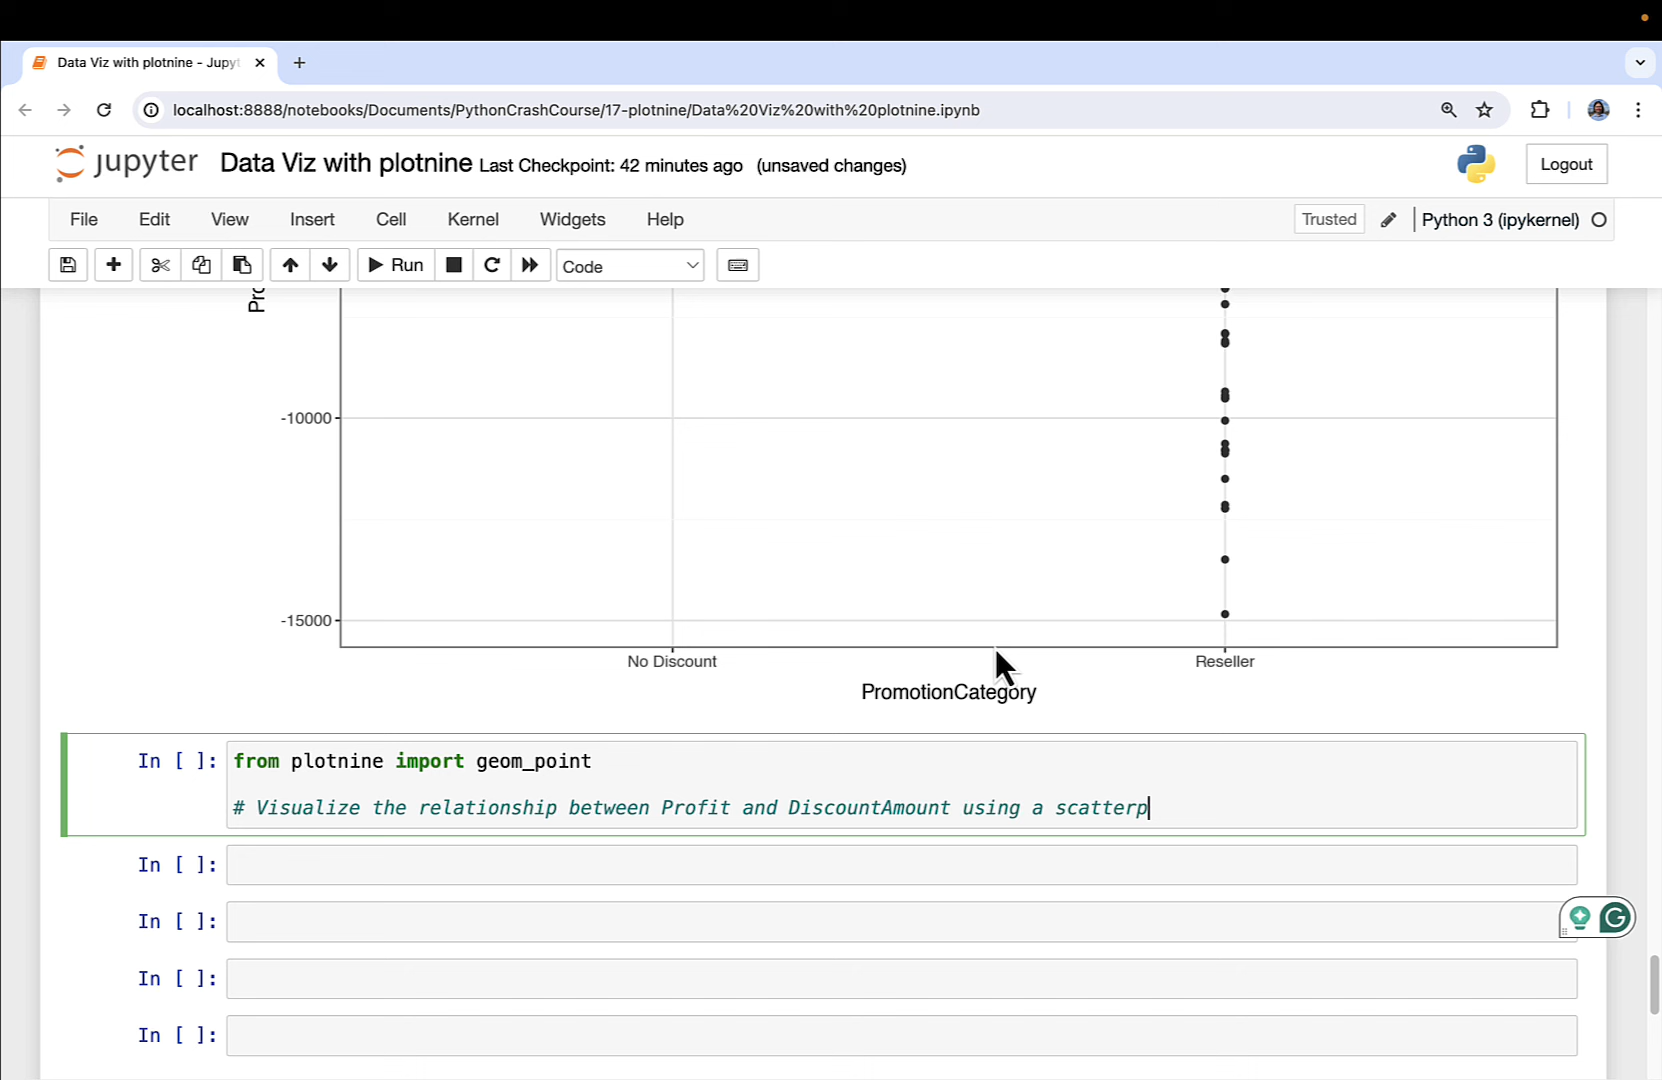 Data Viz with plotnine - Jupyt
localhost:8888/notebooks/Documents/PythonCrashCourse/17-plotnine/Data%20Viz%20with%20plotnine.ipynb
jupyter Data Viz with plotnine Last Checkpoint: 42 minutes ago (unsaved changes)
Logout
File Edit View Insert Cell Kernel Widgets Help
Trusted
Python 3 (ipykernel)
Run
Code
-10000
-15000
No Discount
Reseller
PromotionCategory
In [ ]: from plotnine import geom_point
# Visualize the relationship between Profit and DiscountAmount using a scatterp
In [ ]:
In [ ]:
In [ ]:
In [ ]: